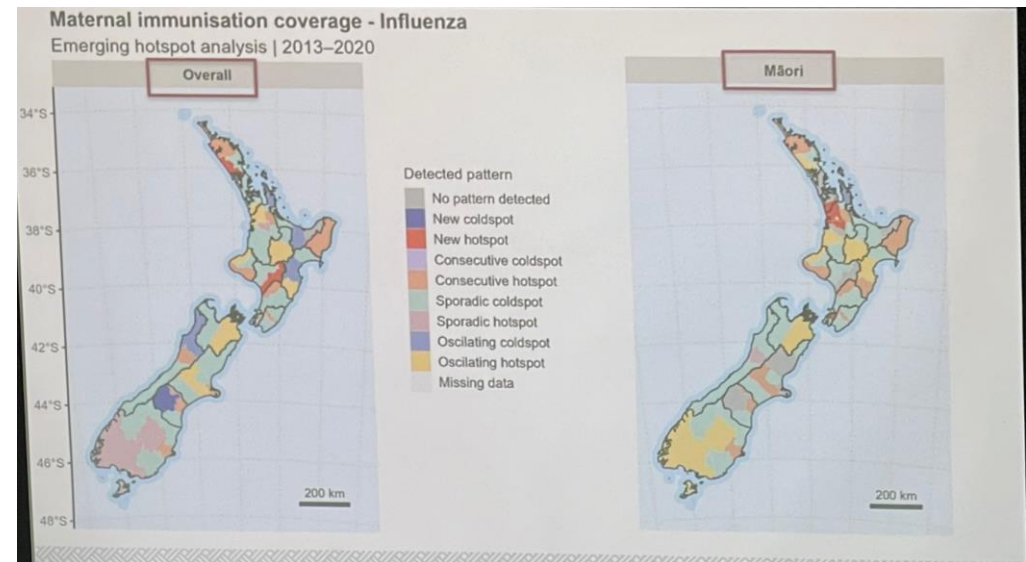 Maternal immunisation coverage - Influenza
Emerging hotspot analysis | 2013–2020
Overall
Māori
34°S
36°S
38°S
40°S
42°S
44°S
46°S
48°S
Detected pattern
No pattern detected
New coldspot
New hotspot
Consecutive coldspot
Consecutive hotspot
Sporadic coldspot
Sporadic hotspot
Oscilating coldspot
Oscilating hotspot
Missing data
200 km
200 km